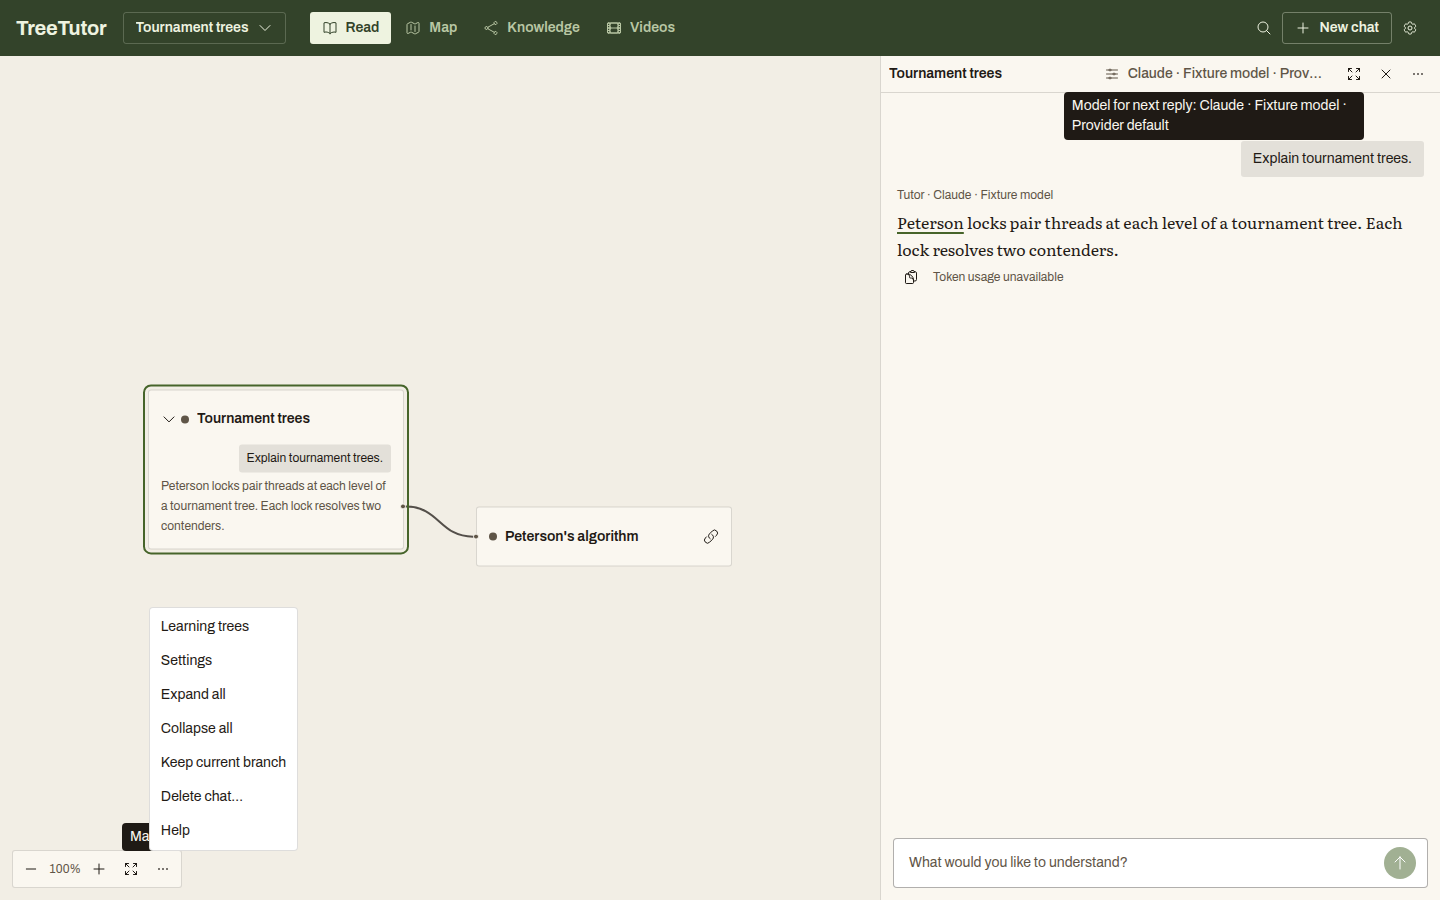 TreeTutor
Tournament trees
Read
Map
Knowledge
Videos
New chat
Tournament trees
Claude · Fixture model · Prov...
Model for next reply: Claude · Fixture model ·
Provider default
Explain tournament trees.
Tutor · Claude · Fixture model
Peterson locks pair threads at each level of a tournament tree. Each
lock resolves two contenders.
Token usage unavailable
Tournament trees
Explain tournament trees.
Peterson locks pair threads at each level of
a tournament tree. Each lock resolves two
contenders.
Peterson's algorithm
Learning trees
Settings
Expand all
Collapse all
Keep current branch
Delete chat...
Help
Ma
100%
What would you like to understand?